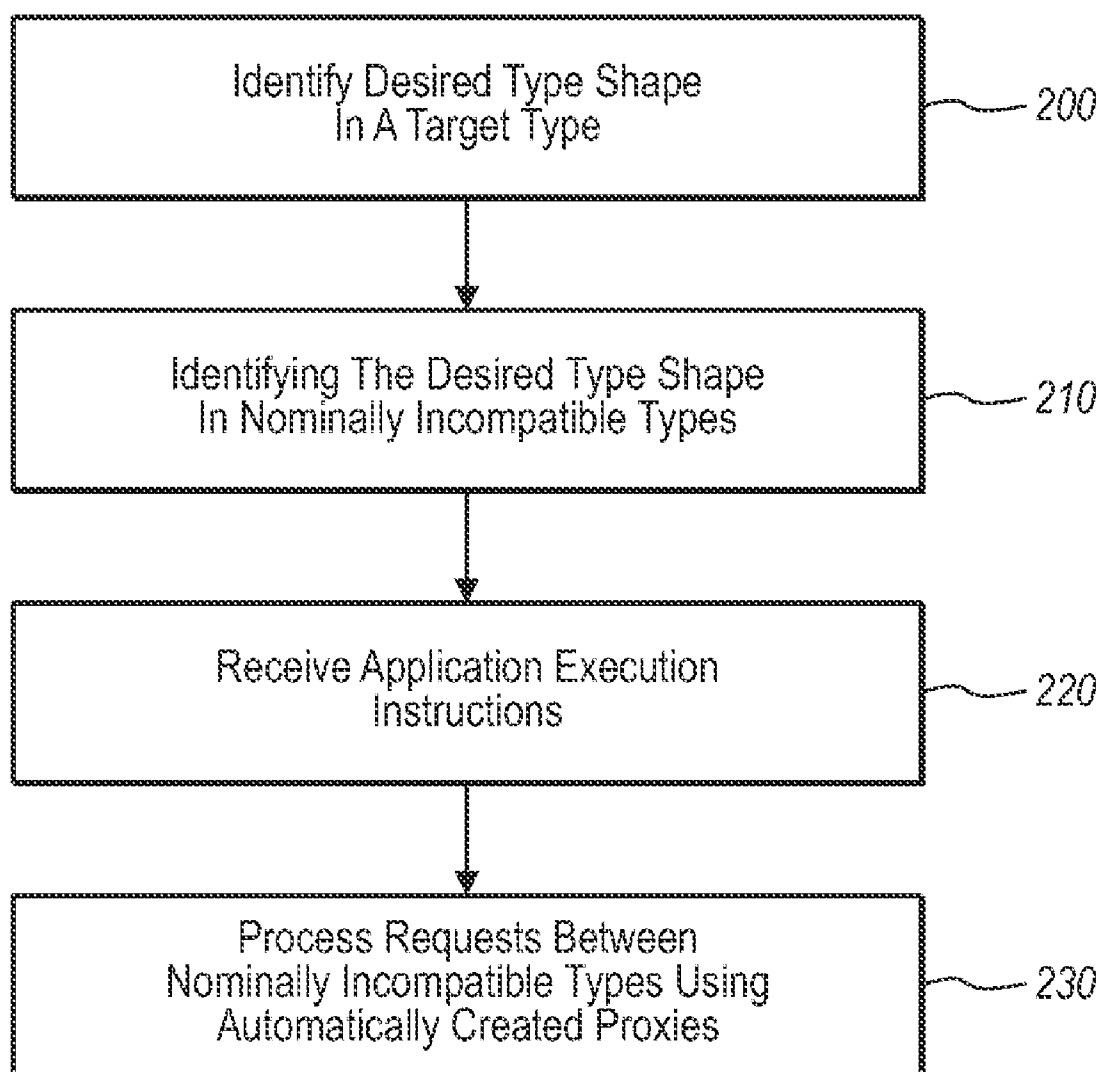 Identify Desired Type Shape
In A Target Type
200
Identifying The Desired Type Shape
In Nominally Incompatible Types
210
Receive Application Execution
Instructions
220
Process Requests Between
Nominally Incompatible Types Using
Automatically Created Proxies
230